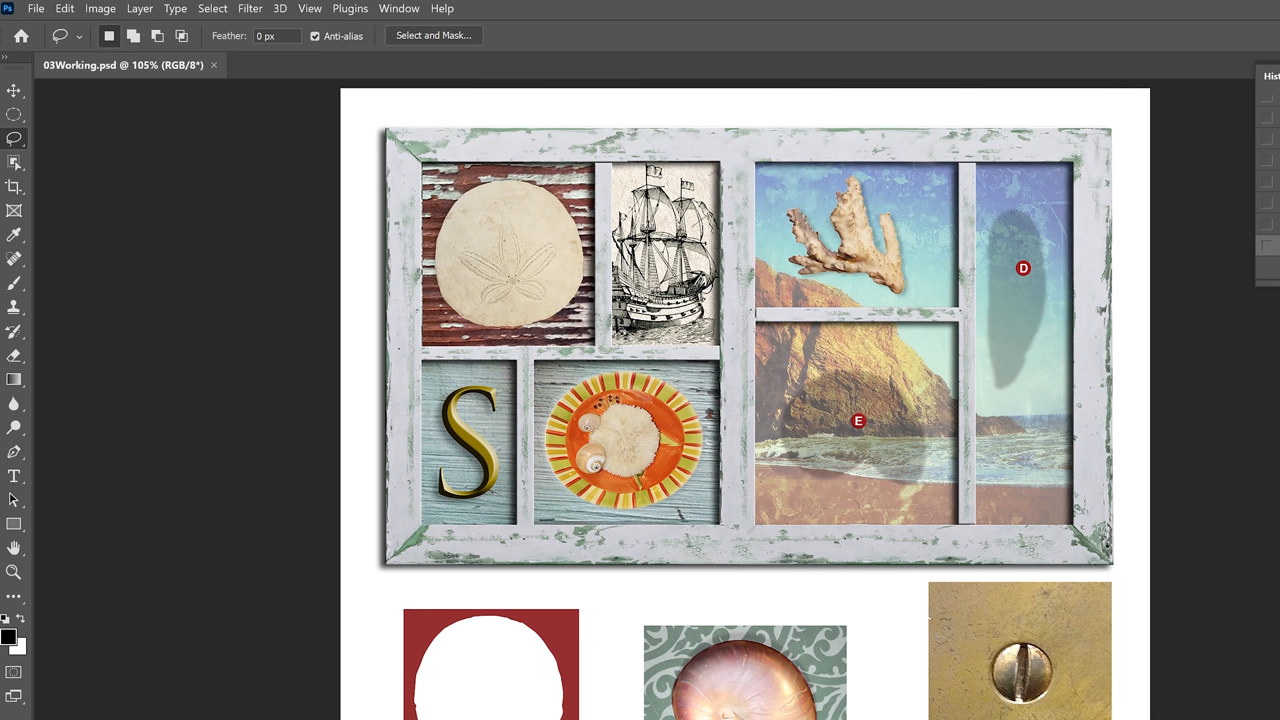 Ps File Edit Image Layer Type Select Filter 3D View Plugins Window Help
Feather: 0 px Anti-alias Select and Mask...
03Working.psd @ 105% (RGB/8*) ×
Hist
D
E
S